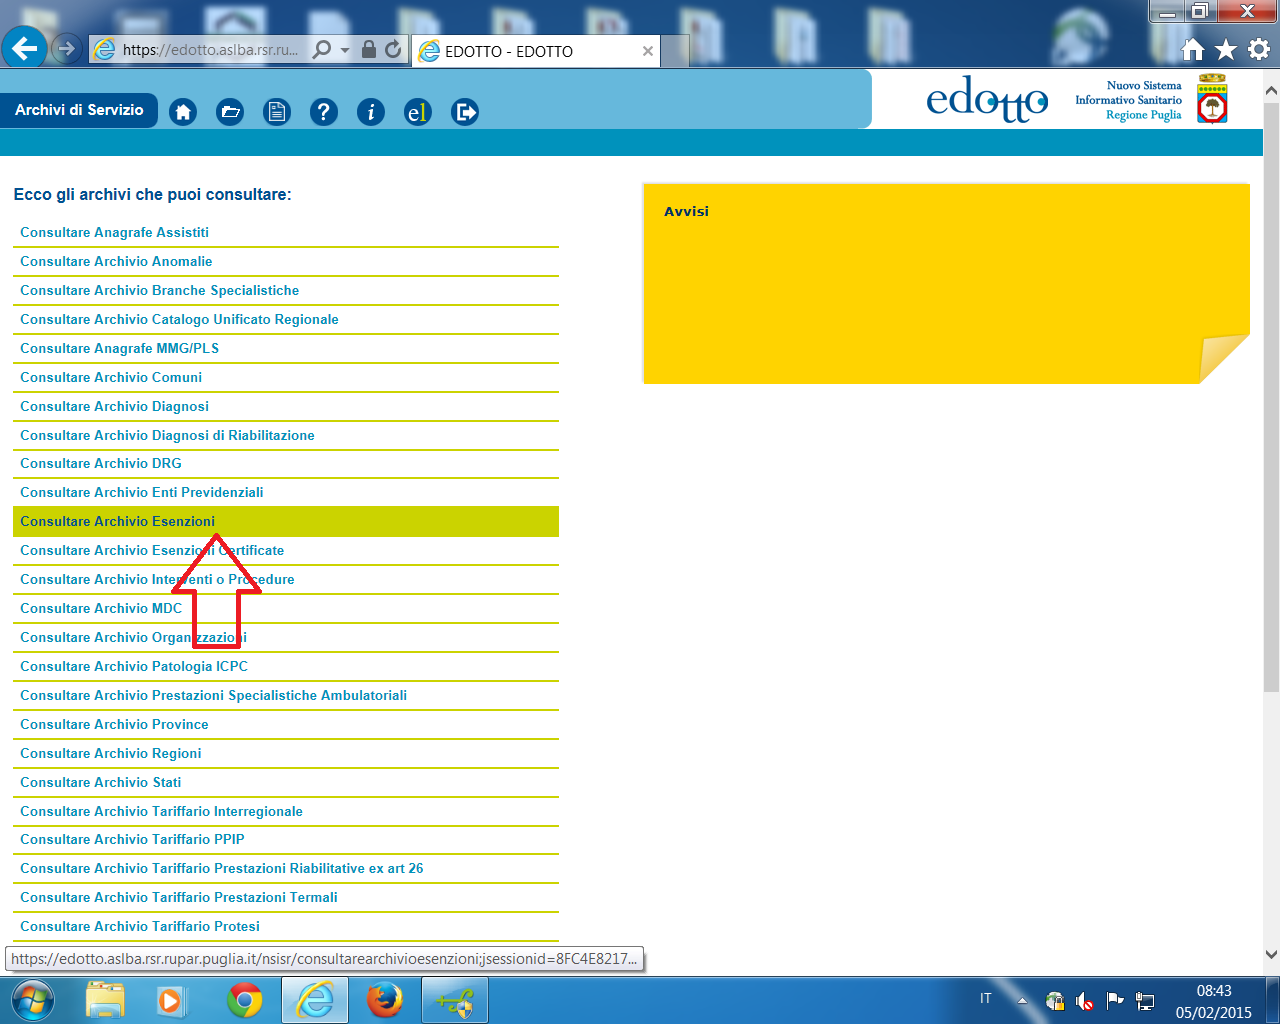 https://edotto.aslba.rsr.ru...
EDOTTO - EDOTTO
Archivi di Servizio
?
i
el
edotto
Nuovo Sistema
Informativo Sanitario
Regione Puglia
Ecco gli archivi che puoi consultare:
Avvisi
Consultare Anagrafe Assistiti
Consultare Archivio Anomalie
Consultare Archivio Branche Specialistiche
Consultare Archivio Catalogo Unificato Regionale
Consultare Anagrafe MMG/PLS
Consultare Archivio Comuni
Consultare Archivio Diagnosi
Consultare Archivio Diagnosi di Riabilitazione
Consultare Archivio DRG
Consultare Archivio Enti Previdenziali
Consultare Archivio Esenzioni
Consultare Archivio Esenzioni Certificate
Consultare Archivio Interventi o Procedure
Consultare Archivio MDC
Consultare Archivio Organizzazioni
Consultare Archivio Patologia ICPC
Consultare Archivio Prestazioni Specialistiche Ambulatoriali
Consultare Archivio Province
Consultare Archivio Regioni
Consultare Archivio Stati
Consultare Archivio Tariffario Interregionale
Consultare Archivio Tariffario PPIP
Consultare Archivio Tariffario Prestazioni Riabilitative ex art 26
Consultare Archivio Tariffario Prestazioni Termali
Consultare Archivio Tariffario Protesi
https://edotto.aslba.rsr.rupar.puglia.it/nsisr/consultarearchivioesenzioni;jsessionid=8FC4E8217...
IT
08:43
05/02/2015